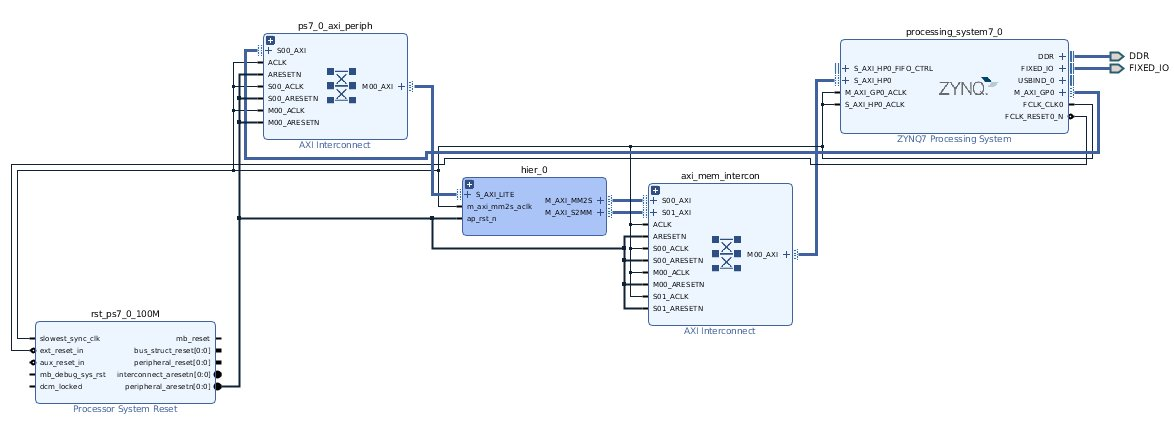 ps7_0_axi_periph
S00_AXI
ACLK
ARESETN
S00_ACLK
S00_ARESETN
M00_ACLK
M00_ARESETN
M00_AXI
AXI Interconnect
processing_system7_0
S_AXI_HP0_FIFO_CTRL
S_AXI_HP0
M_AXI_GP0_ACLK
S_AXI_HP0_ACLK
ZYNQ
DDR
FIXED_IO
USBIND_0
M_AXI_GP0
FCLK_CLK0
FCLK_RESET0_N
ZYNQ7 Processing System
DDR
FIXED_IO
hier_0
S_AXI_LITE
m_axi_mm2s_aclk
ap_rst_n
M_AXI_MM2S
M_AXI_S2MM
axi_mem_intercon
S00_AXI
S01_AXI
ACLK
ARESETN
S00_ACLK
S00_ARESETN
M00_ACLK
M00_ARESETN
S01_ACLK
S01_ARESETN
M00_AXI
AXI Interconnect
rst_ps7_0_100M
slowest_sync_clk
ext_reset_in
aux_reset_in
mb_debug_sys_rst
dcm_locked
mb_reset
bus_struct_reset[0:0]
peripheral_reset[0:0]
interconnect_aresetn[0:0]
peripheral_aresetn[0:0]
Processor System Reset